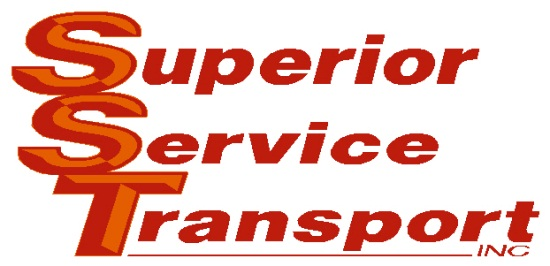 Superior
Service
Transport
INC